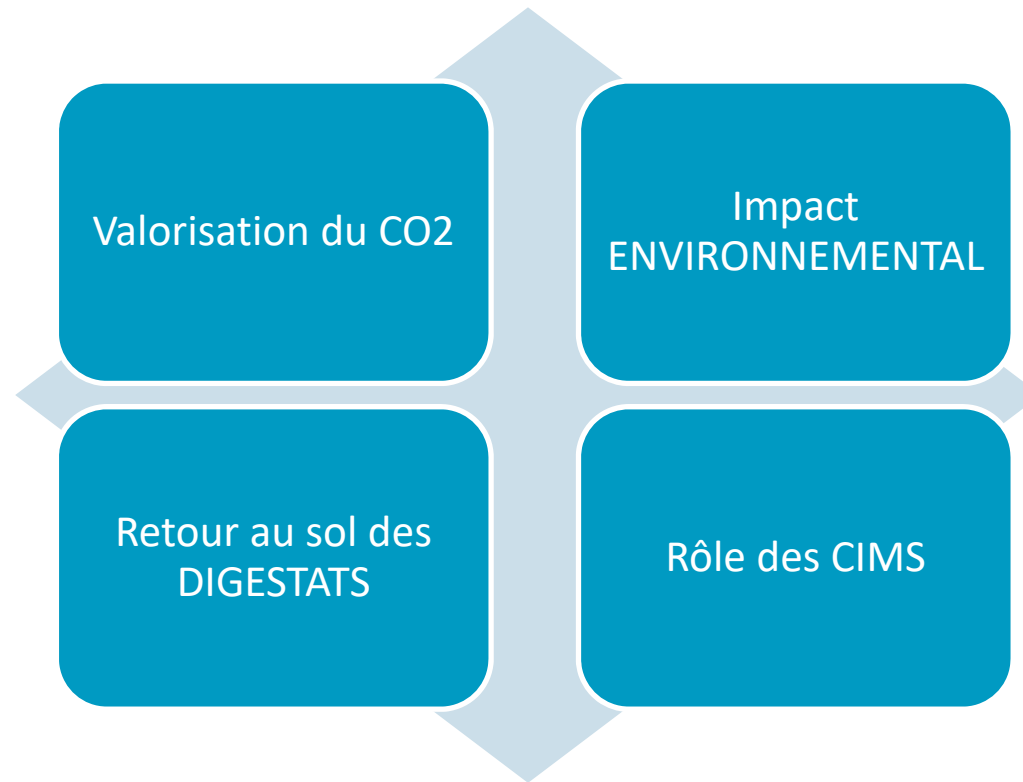 Valorisation du CO2
Impact
ENVIRONNEMENTAL
Retour au sol des
DIGESTATS
Rôle des CIMS